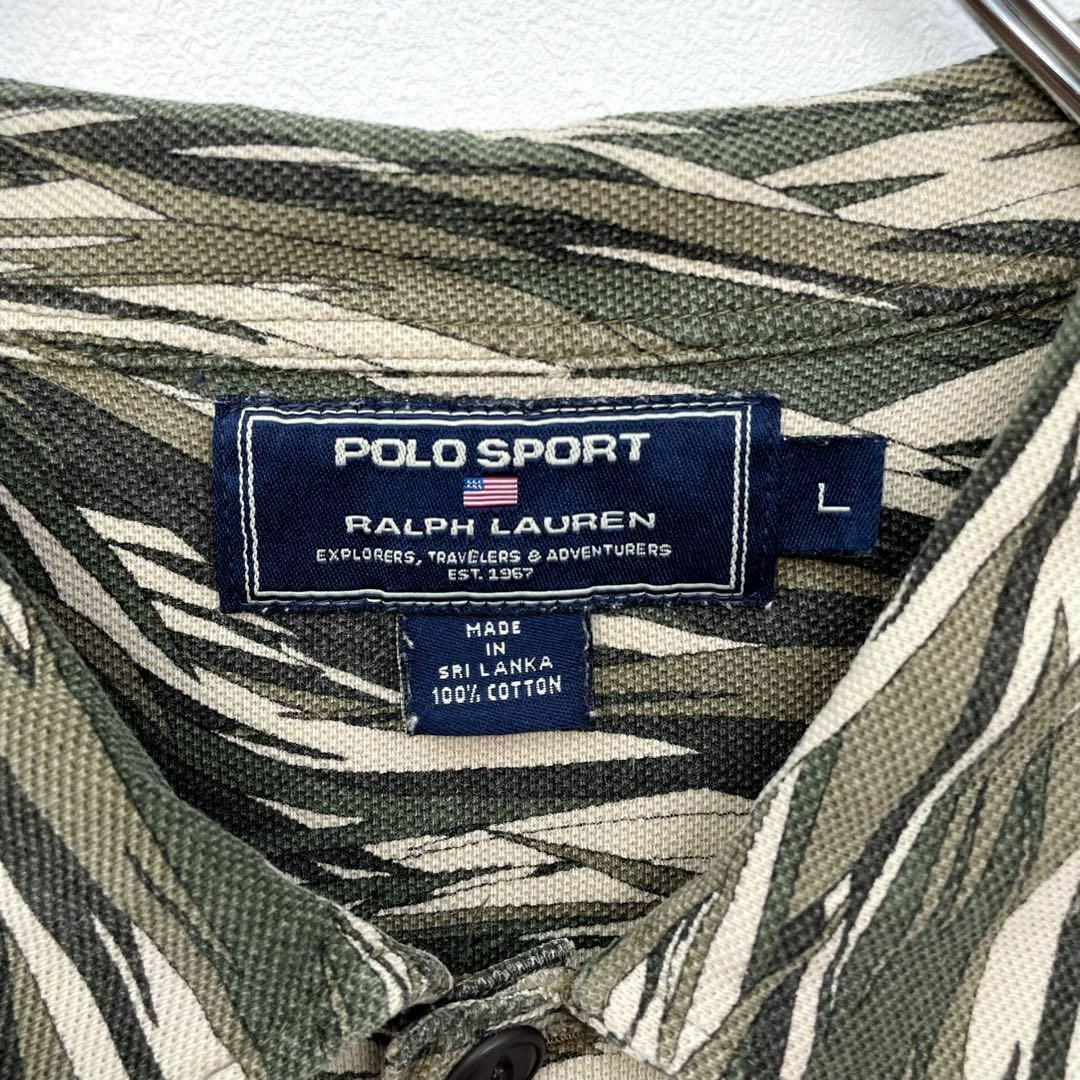 POLO SPORT
RALPH LAUREN
EXPLORERS, TRAVELERS & ADVENTURERS
EST. 1967
L
MADE
IN
SRI LANKA
100% COTTON